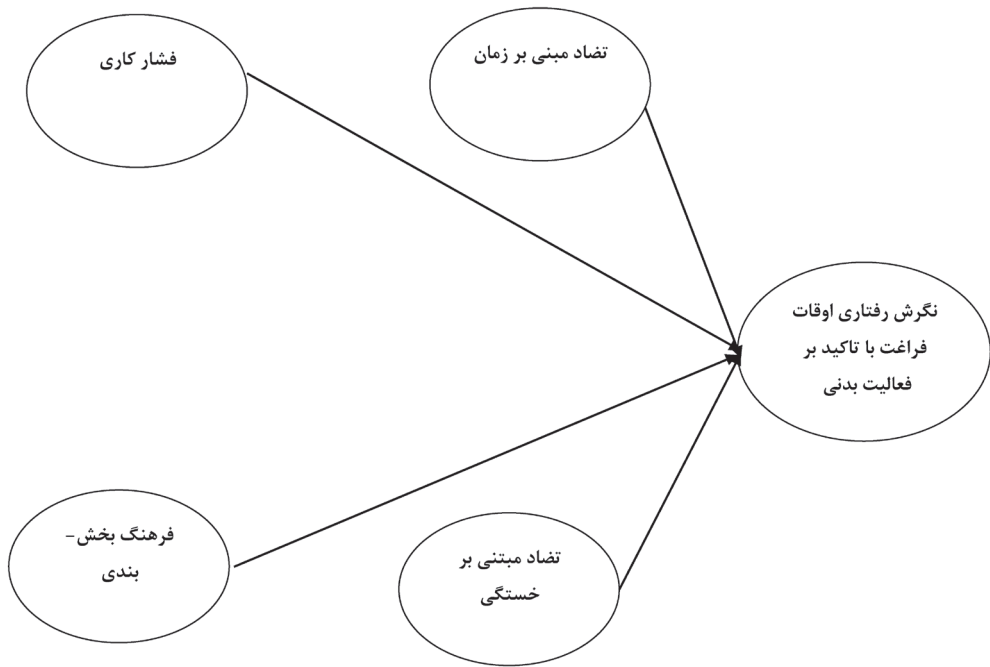 تضاد مبنی بر زمان
فشار کاری
نگرش رفتاری اوقات
فراغت با تاکید بر
فعالیت بدنی
تضاد مبتنی بر
خستگی
فرهنگ بخش-
بندی